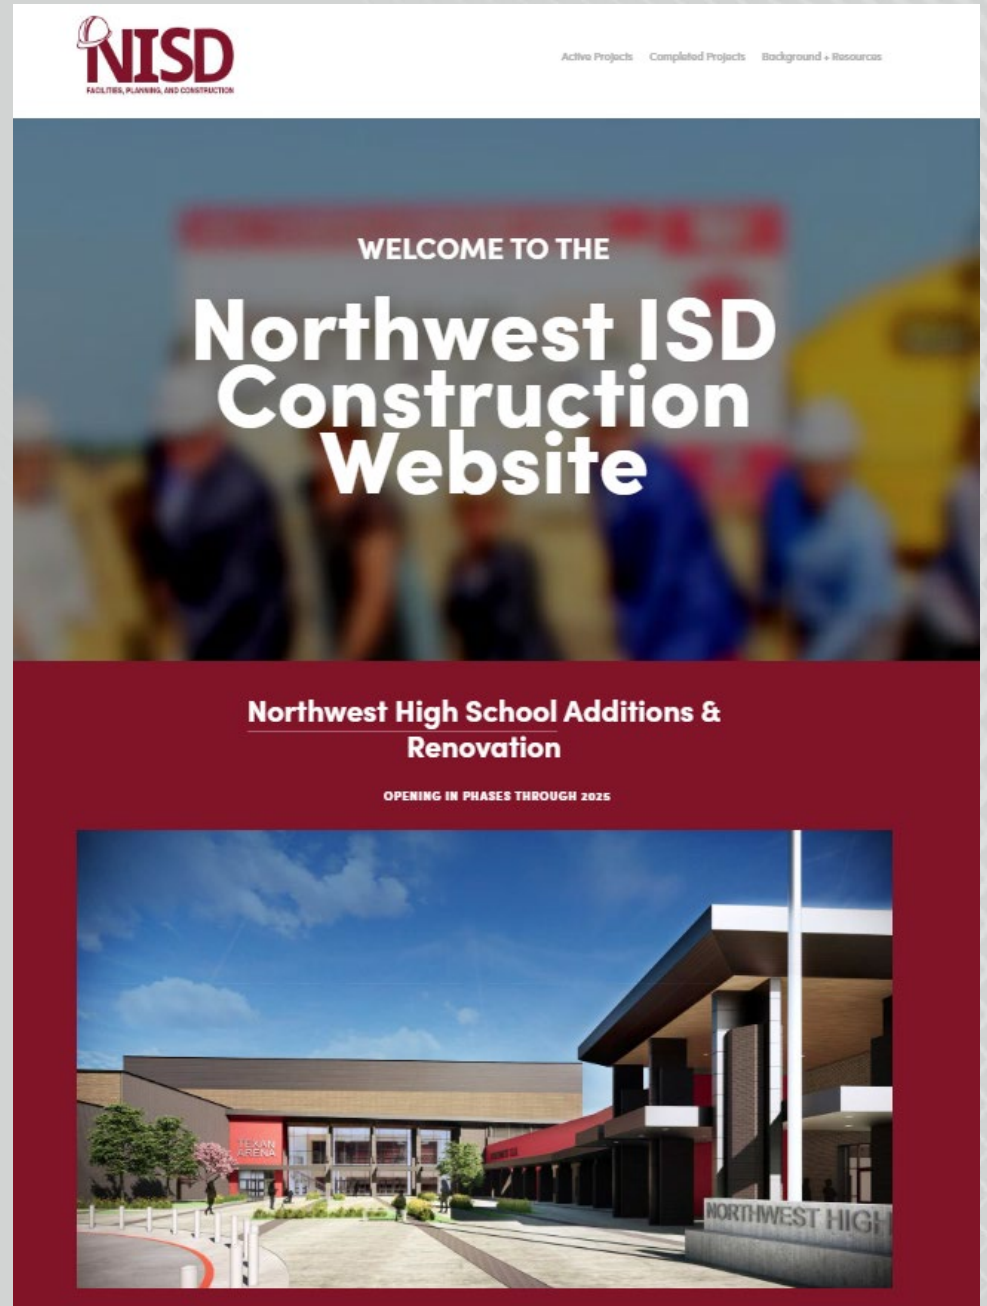 NISD
FACILITIES, PLANNING, AND CONSTRUCTION
Active Projects Completed Projects Background + Resources
WELCOME TO THE
Northwest ISD
Construction
Website
Northwest High School Additions &
Renovation
OPENING IN PHASES THROUGH 2025
TEXAN
ARENA
NORTHWEST HIGH